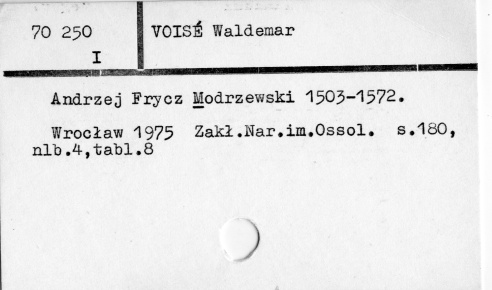 70 250
I
VOISÉ Waldemar
Andrzej Frycz Modrzewski 1503-1572.
Wrocław 1975 Zakł.Nar.im.Ossol. s.180,
nlb.4,tabl.8